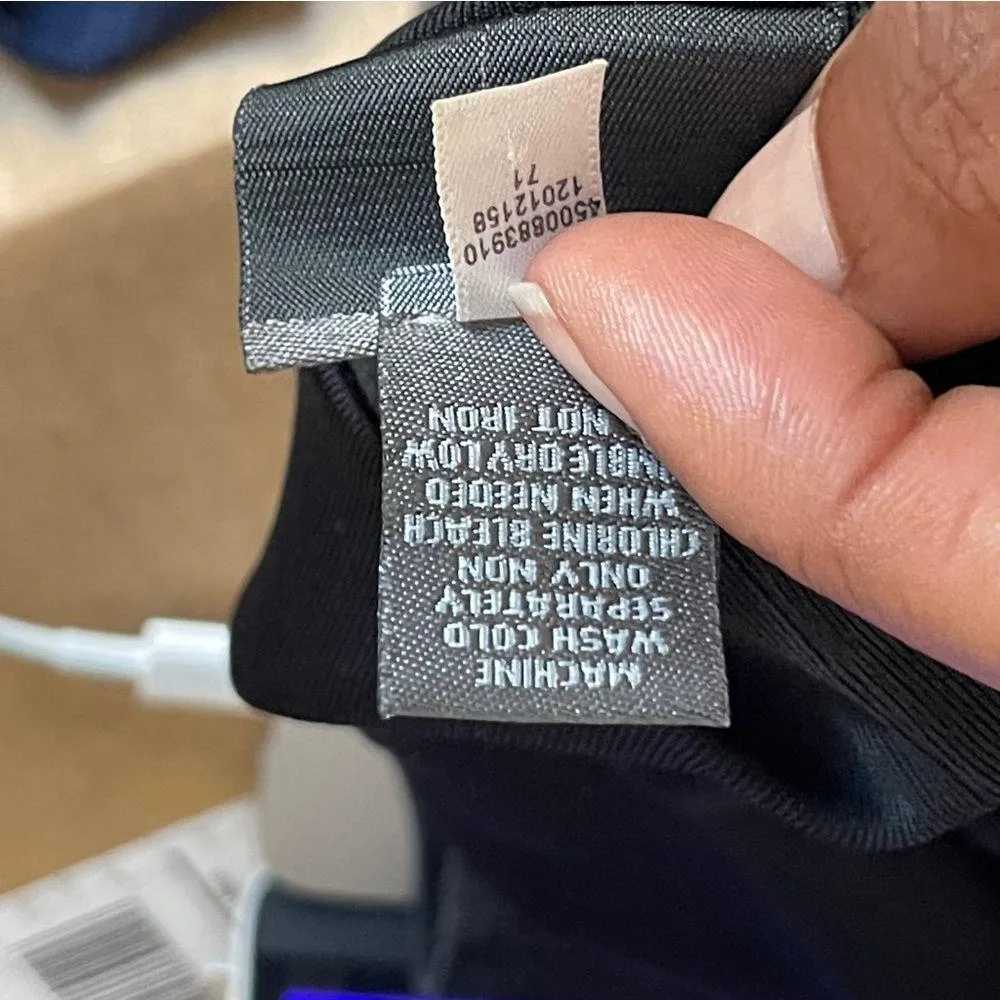 MACHINE
WASH COLD
SEPARATELY
ONLY NON
CHLORINE BLEACH
WHEN NEEDED
DRY LOW
NOT IRON
4500883910
12012158
71